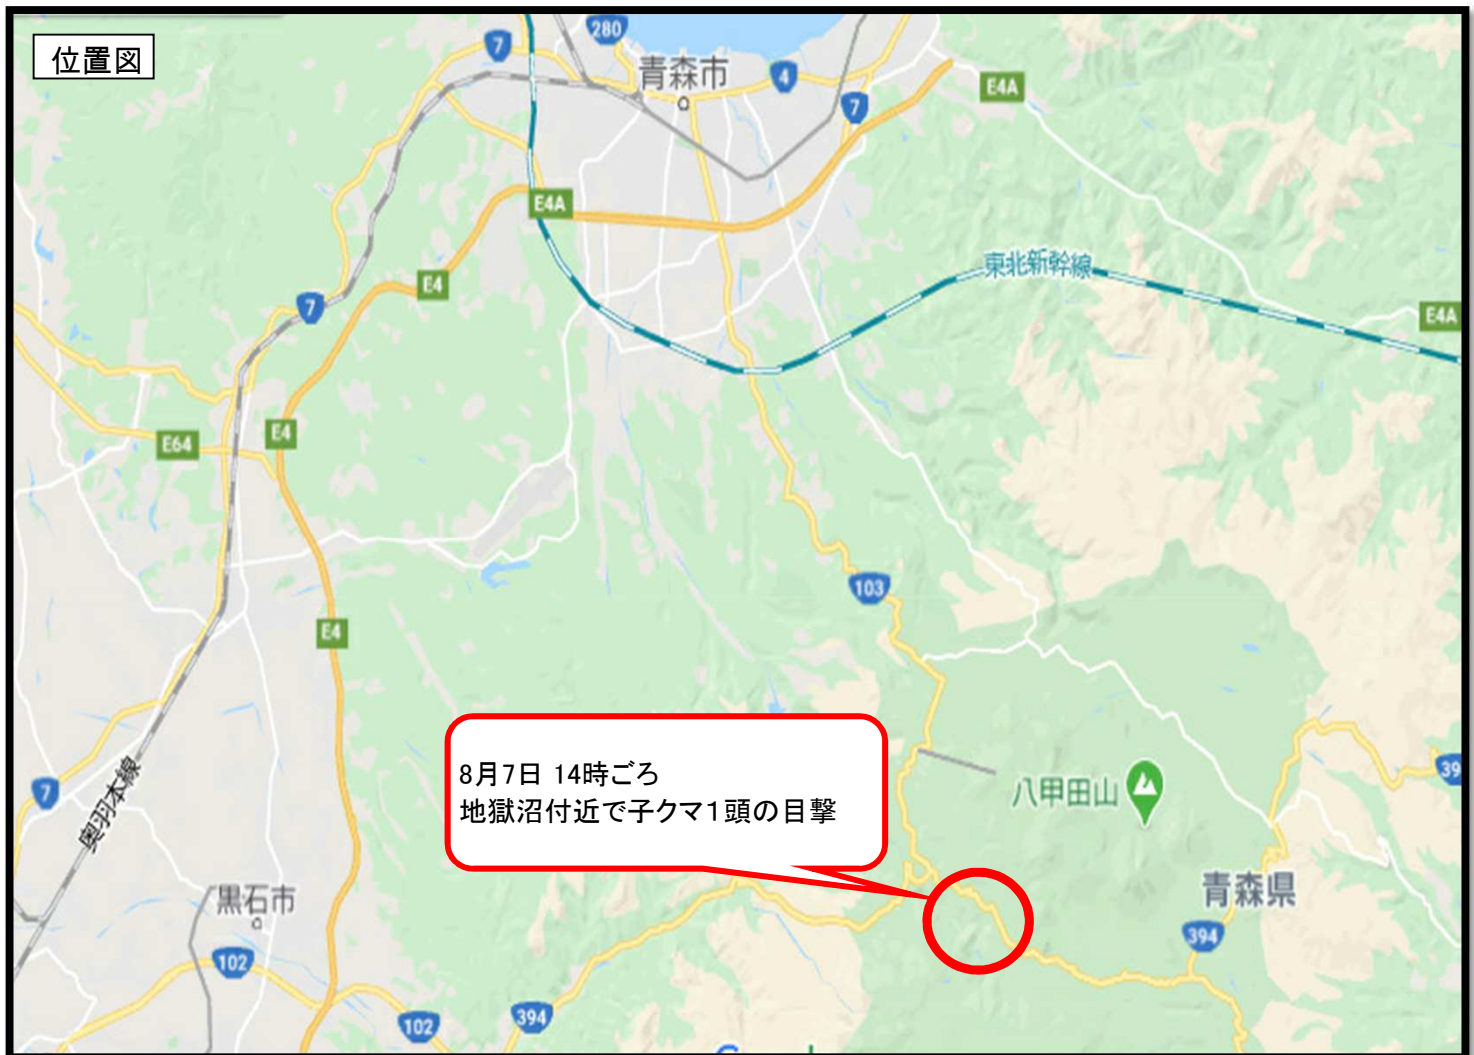 位置図
280
7
青森市
4
E4A
7
E4A
東北新幹線
E4
7
E4A
E64
E4
103
E4
8月7日 14時ごろ
地獄沼付近で子クマ1頭の目撃
八甲田山
39
7
奥羽本線
黒石市
青森県
394
102
394
102